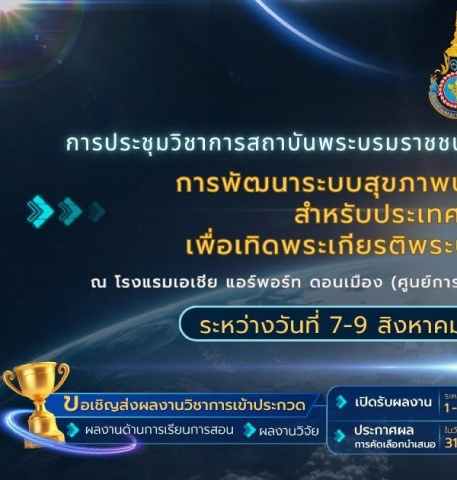 การประชุมวิชาการสถาบันพระบรมราชชน
การพัฒนาระบบสุขภาพ
สำหรับประเทศ
เพื่อเทิดพระเกียรติพระ
ณ โรงแรมเอเชีย แอร์พอร์ท ดอนเมือง (ศูนย์การ
ระหว่างวันที่ 7-9 สิงหาคม
ขอเชิญส่งผลงานวิชาการเข้าประกวด
ผลงานด้านการเรียนการสอน ผลงานวิจัย
เปิดรับผลงาน
1-
ประกาศผล
การคัดเลือกนำเสนอ
31